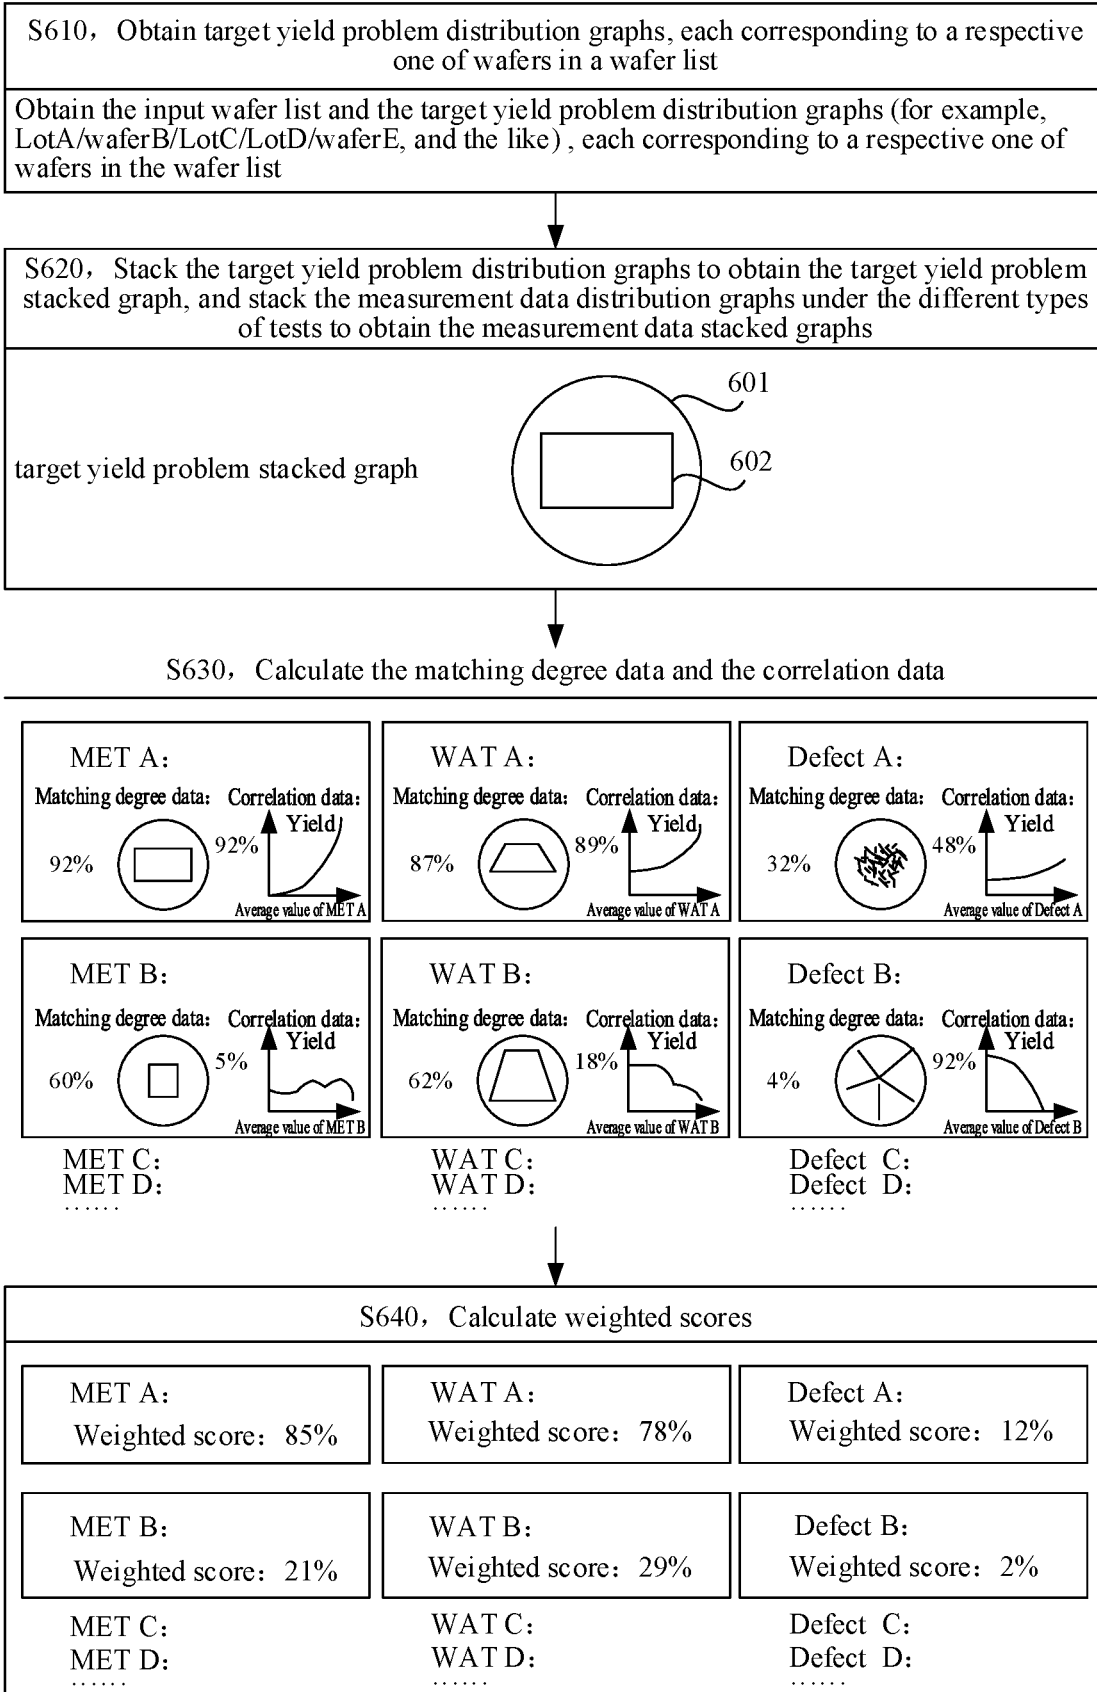 S610，Obtain target yield problem distribution graphs, each corresponding to a respective
one of wafers in a wafer list
Obtain the input wafer list and the target yield problem distribution graphs (for example,
LotA/waferB/LotC/LotD/waferE, and the like) , each corresponding to a respective one of
wafers in the wafer list
S620，Stack the target yield problem distribution graphs to obtain the target yield problem
stacked graph, and stack the measurement data distribution graphs under the different types
of tests to obtain the measurement data stacked graphs
601
target yield problem stacked graph
602
S630，Calculate the matching degree data and the correlation data
MET A：
Matching degree data： Correlation data：
Yield
92%
92%
Average value of MET A
WAT A：
Matching degree data： Correlation data：
Yield
89%
87%
Average value of WAT A
Defect A：
Matching degree data： Correlation data：
Yield
48%
32%
Average value of Defect A
MET B：
Matching degree data： Correlation data：
Yield
5%
60%
Average value of MET B
WAT B：
Matching degree data： Correlation data：
Yield
18%
62%
Average value of WAT B
Defect B：
Matching degree data： Correlation data：
Yield
92%
4%
Average value of Defect B
MET C：
MET D：
······
WAT C：
WAT D：
······
Defect C：
Defect D：
······
S640，Calculate weighted scores
MET A：
Weighted score：85%
WAT A：
Weighted score：78%
Defect A：
Weighted score：12%
MET B：
Weighted score：21%
WAT B：
Weighted score：29%
Defect B：
Weighted score：2%
MET C：
MET D：
······
WAT C：
WAT D：
······
Defect C：
Defect D：
······